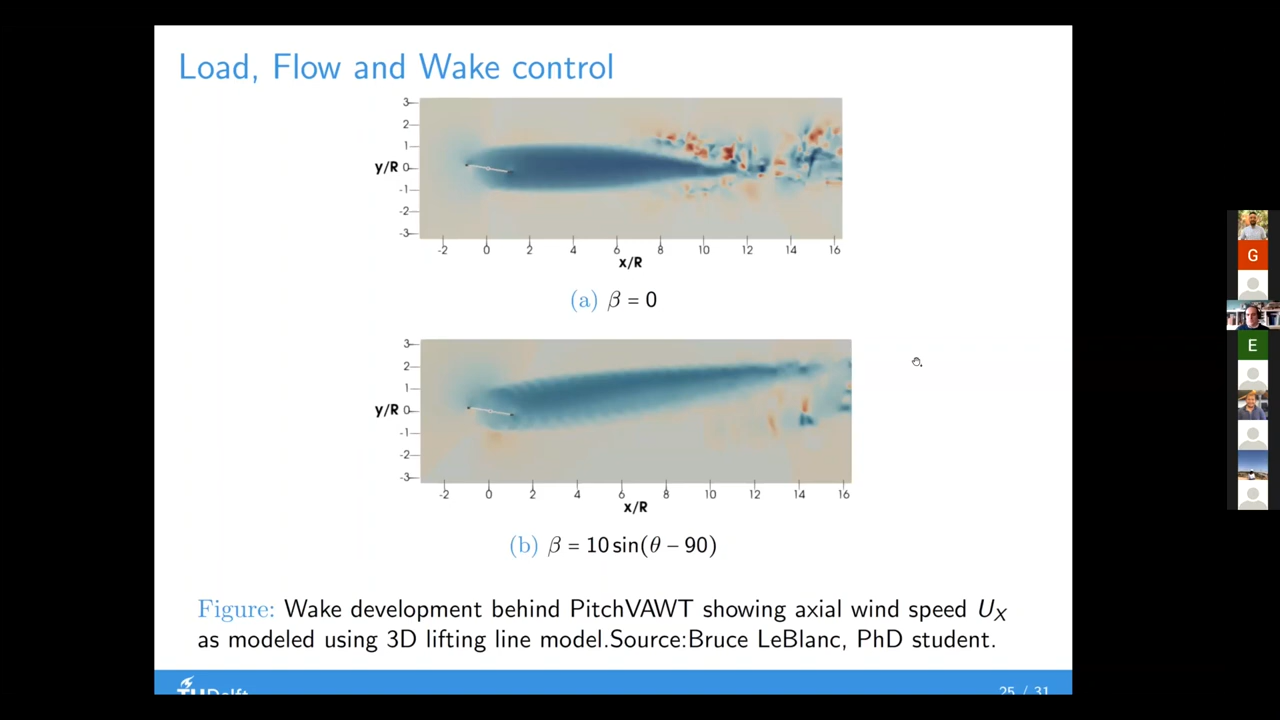 Load, Flow and Wake control
3
2
1
y/R 0
-1
-2
-3
-2 0 2 4 6 8 10 12 14 16
x/R
(a) β = 0
3
2
1
y/R 0
-1
-2
-3
-2 0 2 4 6 8 10 12 14 16
x/R
(b) β = 10 sin(θ − 90)
Figure: Wake development behind PitchVAWT showing axial wind speed U_X
as modeled using 3D lifting line model.Source:Bruce LeBlanc, PhD student.
TUDelft
25 / 31
G
E